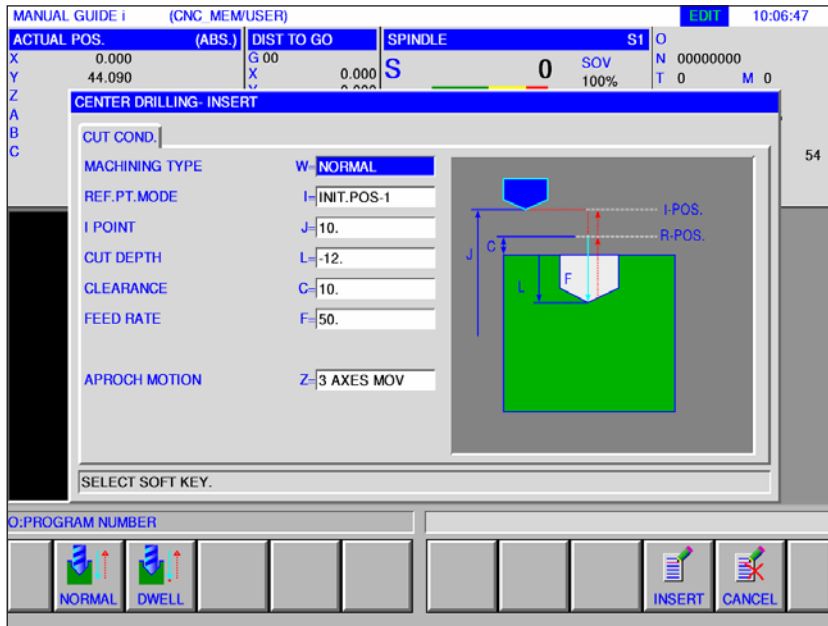 MANUAL GUIDE i (CNC_MEM/USER) EDIT 10:06:47
ACTUAL POS. (ABS.) DIST TO GO SPINDLE S1 O
X 0.000 G 00 S 0 SOV N 00000000
Y 44.090 X 0.000 100% T 0 M 0
Z
A
B
C 54
CENTER DRILLING- INSERT
CUT COND.
MACHINING TYPE W= NORMAL
REF.PT.MODE I= INIT.POS-1
I POINT J= 10.
CUT DEPTH L= -12.
CLEARANCE C= 10.
FEED RATE F= 50.
APROCH MOTION Z= 3 AXES MOV
I-POS.
R-POS.
J
C
L
F
SELECT SOFT KEY.
O:PROGRAM NUMBER
NORMAL DWELL INSERT CANCEL